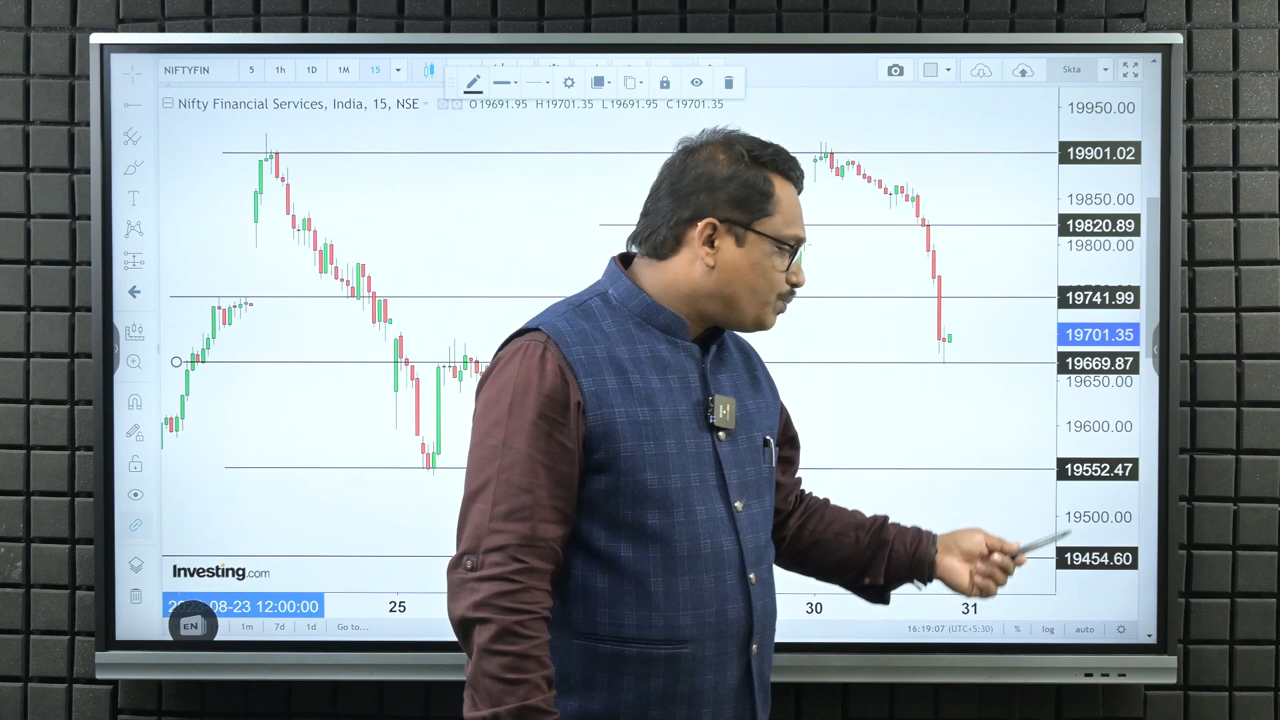 NIFTYFIN 5 1h 1D 1M 15 5kta
Nifty Financial Services, India, 15, NSE O19691.95 H19701.35 L19691.95 C19701.35
19950.00
19901.02
19850.00
19820.89
19800.00
19741.99
19701.35
19669.87
19650.00
19600.00
19552.47
19500.00
19454.60
Investing.com
08-23 12:00:00 25 30 31
EN 1m 7d 1d Go to... 16:19:07 (UTC+5:30) % log auto